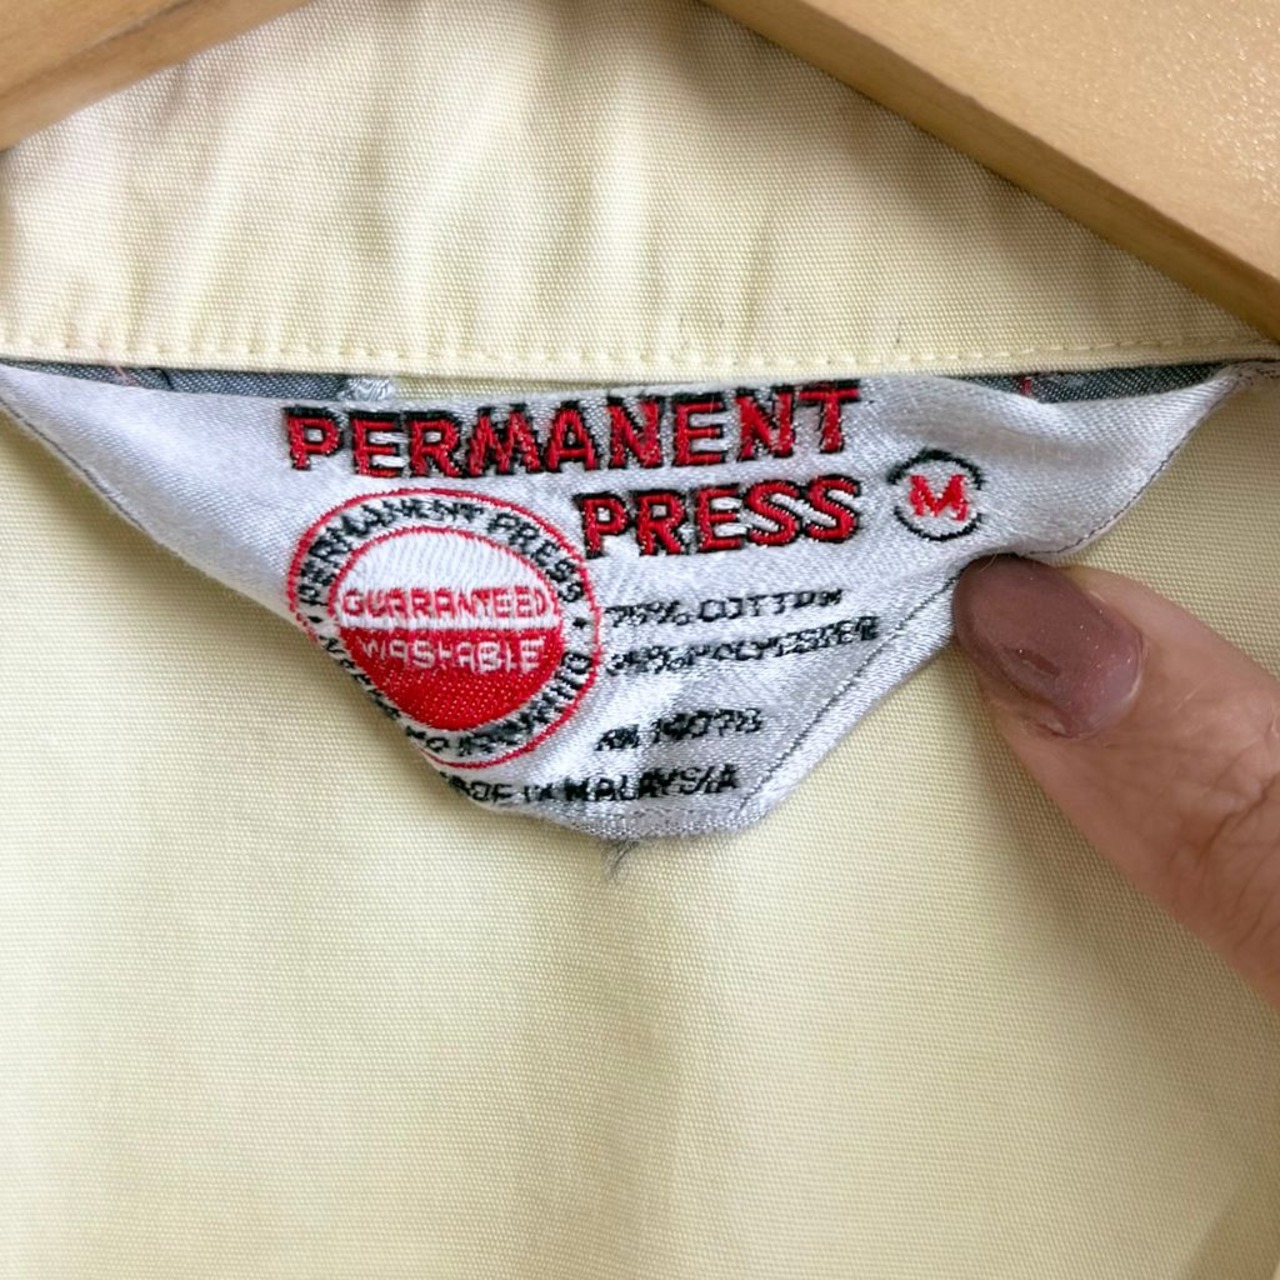 PERMANENT
PRESS
M
PERMANENT PRESS
GUARANTEED
WASHABLE
COTTON
POLYESTER
MALAYSIA